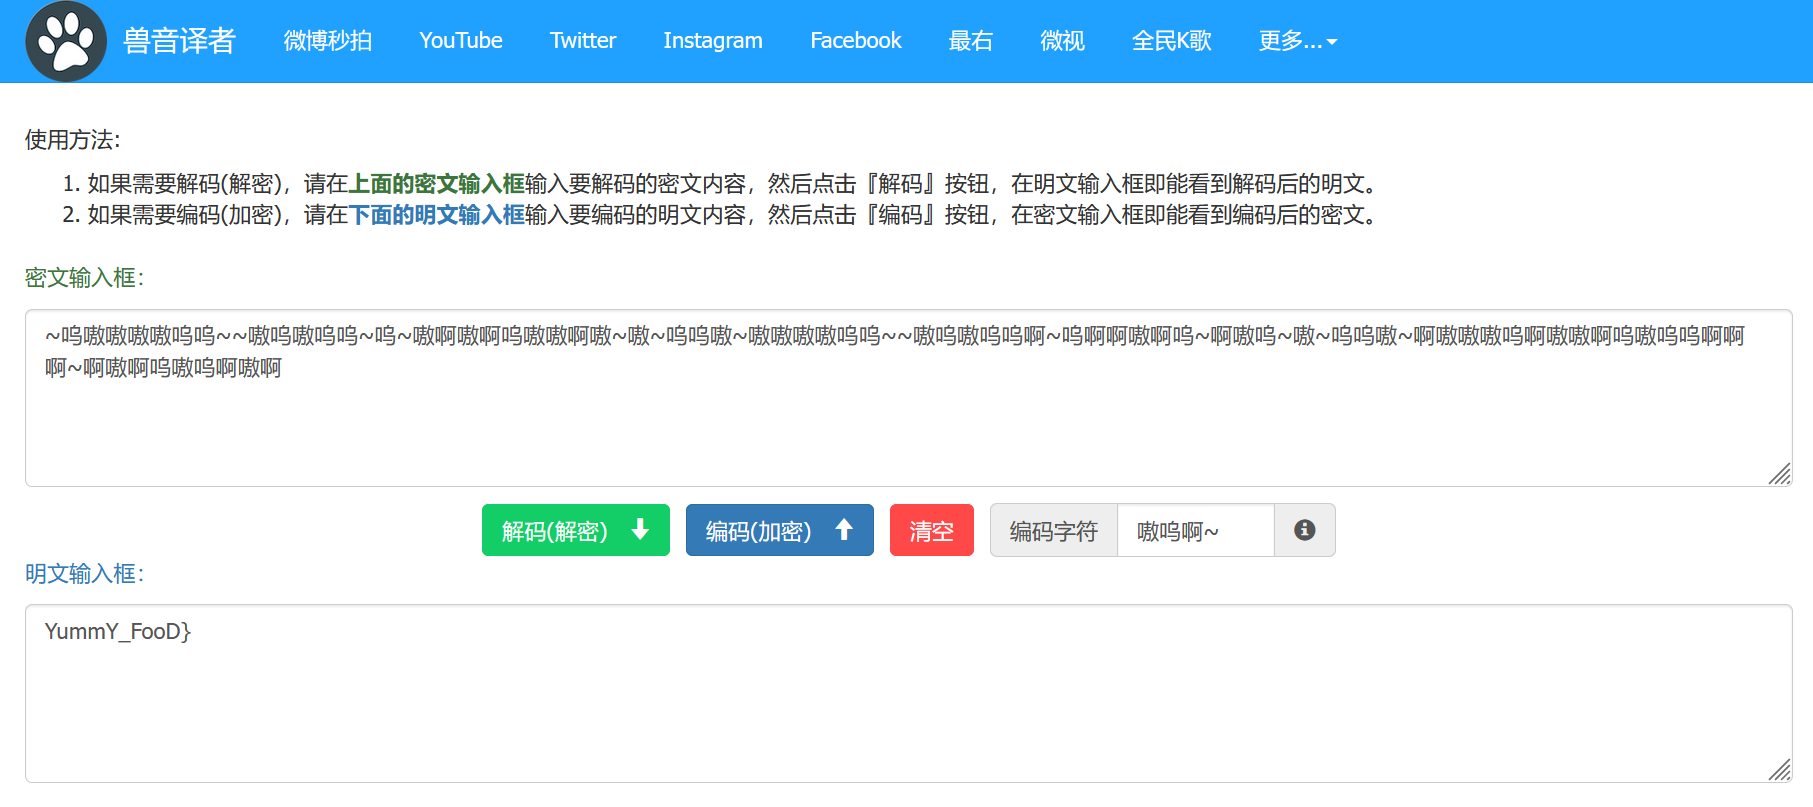 兽音译者 微博秒拍 YouTube Twitter Instagram Facebook 最右 微视 全民K歌 更多...
使用方法:
1. 如果需要解码(解密)，请在上面的密文输入框输入要解码的密文内容，然后点击『解码』按钮，在明文输入框即能看到解码后的明文。
2. 如果需要编码(加密)，请在下面的明文输入框输入要编码的明文内容，然后点击『编码』按钮，在密文输入框即能看到编码后的密文。
密文输入框：
~呜嗷嗷嗷嗷呜呜~~嗷呜嗷呜呜~呜~嗷啊嗷啊呜嗷嗷啊嗷~嗷~呜呜嗷~嗷嗷嗷嗷呜呜~~嗷呜嗷呜呜啊~呜啊啊嗷啊呜~啊嗷呜~嗷~呜呜嗷~啊嗷嗷嗷呜啊嗷嗷啊呜嗷呜呜啊啊
啊~啊嗷啊呜嗷呜啊嗷啊
解码(解密) 编码(加密) 清空 编码字符 嗷呜啊~
明文输入框：
YummY_FooD}